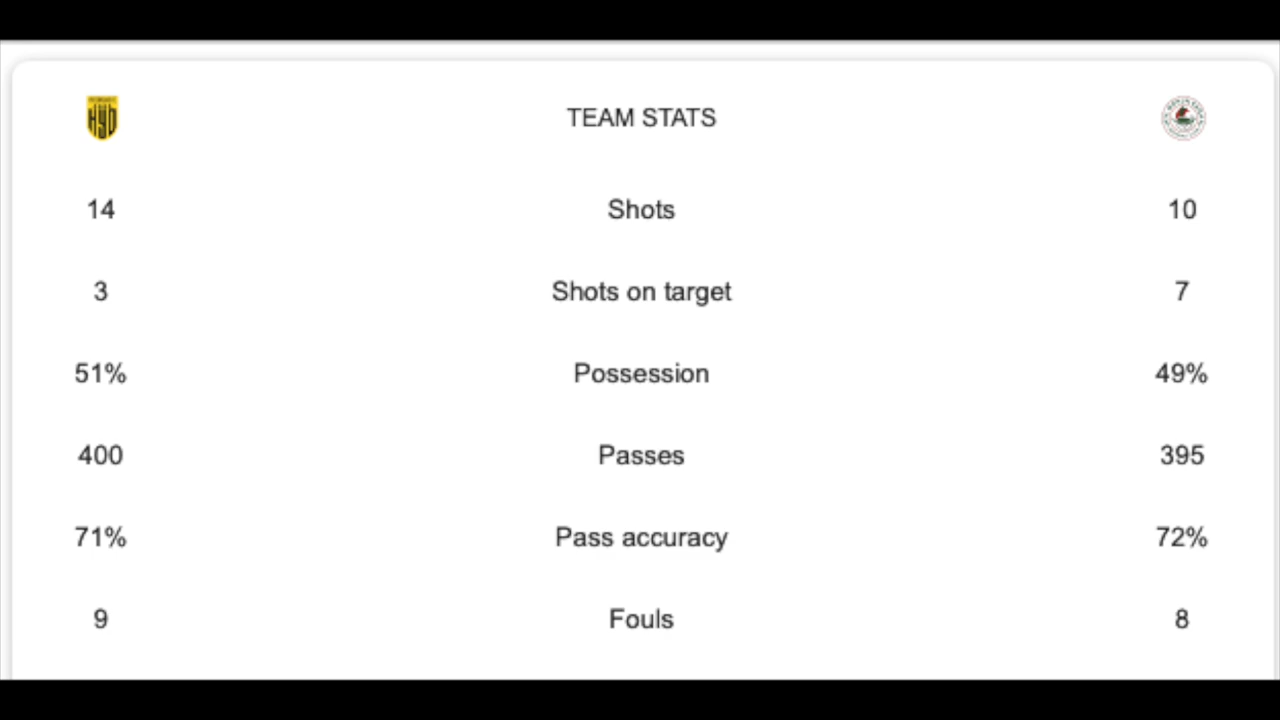 HYD
TEAM STATS
14 Shots 10
3 Shots on target 7
51% Possession 49%
400 Passes 395
71% Pass accuracy 72%
9 Fouls 8